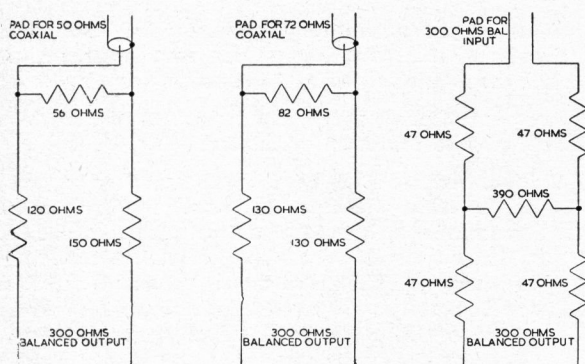 PAD FOR 50 OHMS
COAXIAL
56 OHMS
120 OHMS
150 OHMS
300 OHMS
BALANCED OUTPUT
PAD FOR 72 OHMS
COAXIAL
82 OHMS
130 OHMS
130 OHMS
300 OHMS
BALANCED OUTPUT
PAD FOR
300 OHMS BAL
INPUT
47 OHMS
47 OHMS
390 OHMS
47 OHMS
47 OHMS
300 OHMS
BALANCED OUTPUT